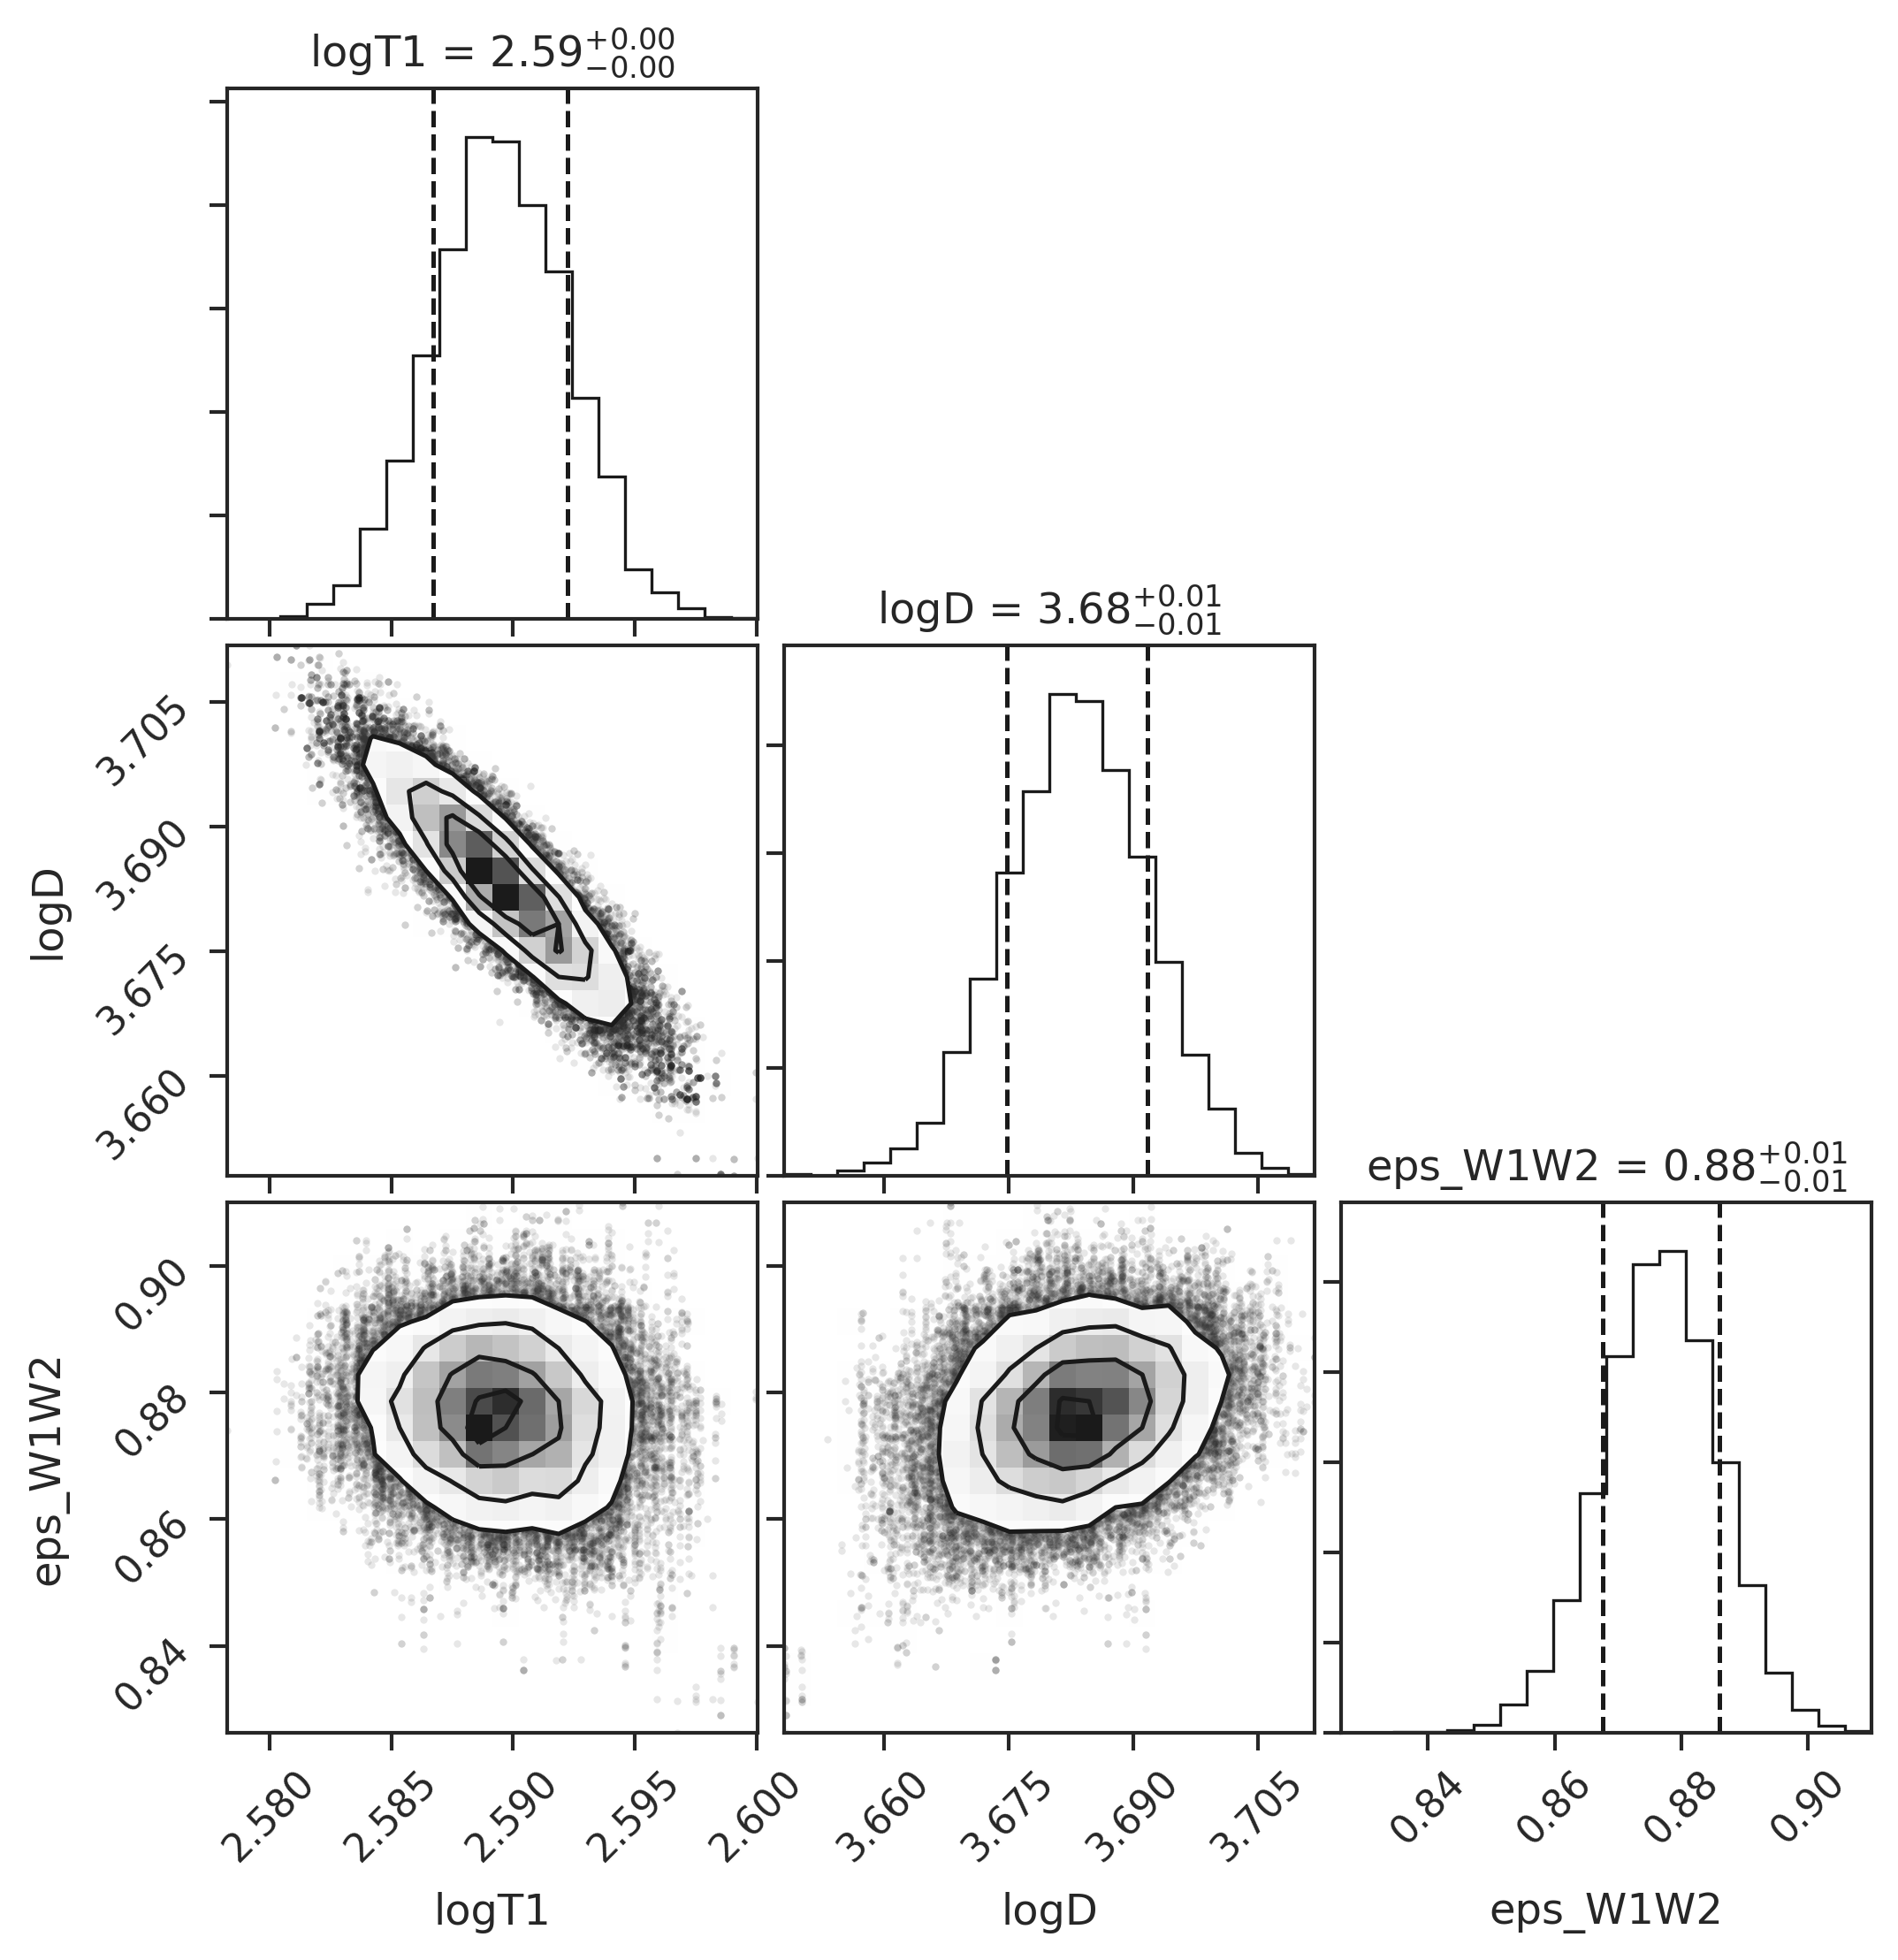 logT1 = 2.59 +0.00 −0.00
logD = 3.68 +0.01 −0.01
3.705
3.690
3.675
3.660
logD
eps_W1W2 = 0.88 +0.01 −0.01
0.90
0.88
0.86
0.84
eps_W1W2
2.580 2.585 2.590 2.595 2.600 3.660 3.675 3.690 3.705 0.84 0.86 0.88 0.90
logT1 logD eps_W1W2